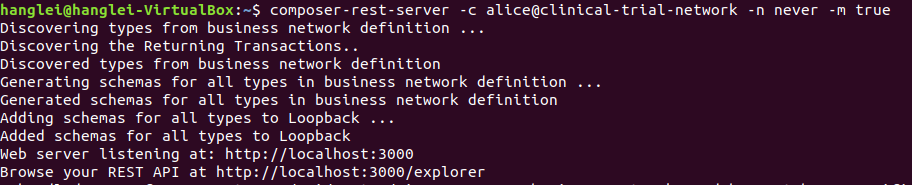 hanglei@hanglei-VirtualBox:~$ composer-rest-server -c alice@clinical-trial-network -n never -m true
Discovering types from business network definition ...
Discovering the Returning Transactions..
Discovered types from business network definition
Generating schemas for all types in business network definition ...
Generated schemas for all types in business network definition
Adding schemas for all types to Loopback ...
Added schemas for all types to Loopback
Web server listening at: http://localhost:3000
Browse your REST API at http://localhost:3000/explorer